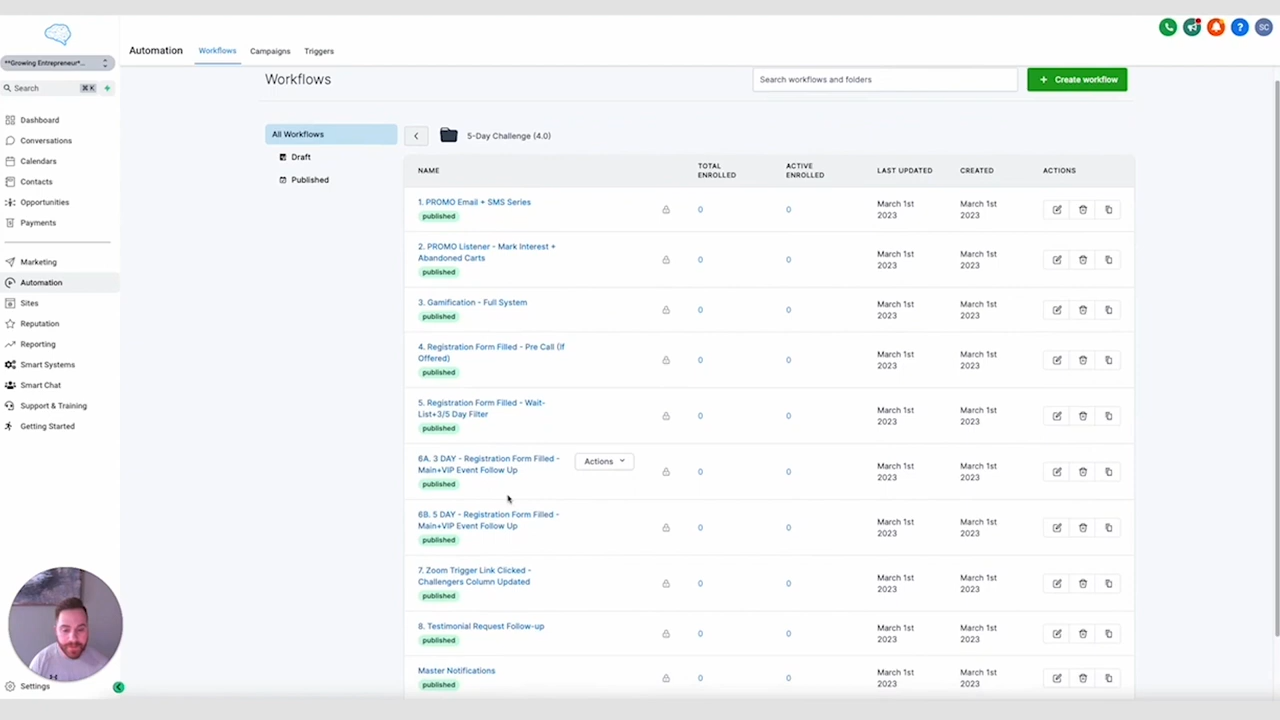 **Growing Entrepreneur*...
Search
⌘ K
Dashboard
Conversations
Calendars
Contacts
Opportunities
Payments
Marketing
Automation
Sites
Reputation
Reporting
Smart Systems
Smart Chat
Support & Training
Getting Started
Settings
Automation
Workflows
Campaigns
Triggers
SC
Workflows
Search workflows and folders
+ Create workflow
All Workflows
Draft
Published
5-Day Challenge (4.0)
NAME
TOTAL
ENROLLED
ACTIVE
ENROLLED
LAST UPDATED
CREATED
ACTIONS
1. PROMO Email + SMS Series
published
0
0
March 1st
2023
March 1st
2023
2. PROMO Listener - Mark Interest +
Abandoned Carts
published
0
0
March 1st
2023
March 1st
2023
3. Gamification - Full System
published
0
0
March 1st
2023
March 1st
2023
4. Registration Form Filled - Pre Call (If
Offered)
published
0
0
March 1st
2023
March 1st
2023
5. Registration Form Filled - Wait-
List+3/5 Day Filter
published
0
0
March 1st
2023
March 1st
2023
6A. 3 DAY - Registration Form Filled -
Main+VIP Event Follow Up
published
Actions
0
0
March 1st
2023
March 1st
2023
6B. 5 DAY - Registration Form Filled -
Main+VIP Event Follow Up
published
0
0
March 1st
2023
March 1st
2023
7. Zoom Trigger Link Clicked -
Challengers Column Updated
published
0
0
March 1st
2023
March 1st
2023
8. Testimonial Request Follow-up
published
0
0
March 1st
2023
March 1st
2023
Master Notifications
published
0
0
March 1st
2023
March 1st
2023